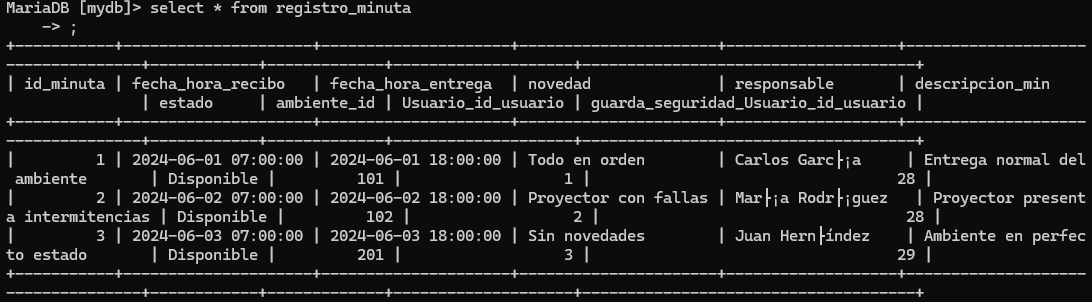 MariaDB [mydb]> select * from registro_minuta
    -> ;
+-----------+---------------------+---------------------+----------------------+-------------------+--------------------
---------------+------------+-------------+--------------------+------------------------------------+
| id_minuta | fecha_hora_recibo   | fecha_hora_entrega  | novedad              | responsable       | descripcion_min
               | estado     | ambiente_id | Usuario_id_usuario | guarda_seguridad_Usuario_id_usuario |
+-----------+---------------------+---------------------+----------------------+-------------------+--------------------
---------------+------------+-------------+--------------------+------------------------------------+
|         1 | 2024-06-01 07:00:00 | 2024-06-01 18:00:00 | Todo en orden        | Carlos Garc├¡a     | Entrega normal del
 ambiente       | Disponible |         101 |                  1 |                                  28 |
|         2 | 2024-06-02 07:00:00 | 2024-06-02 18:00:00 | Proyector con fallas | Mar├¡a Rodr├¡guez   | Proyector present
a intermitencias | Disponible |         102 |                  2 |                                  28 |
|         3 | 2024-06-03 07:00:00 | 2024-06-03 18:00:00 | Sin novedades        | Juan Hern├índez    | Ambiente en perfec
to estado      | Disponible |         201 |                  3 |                                  29 |
+-----------+---------------------+---------------------+----------------------+-------------------+--------------------
---------------+------------+-------------+--------------------+------------------------------------+